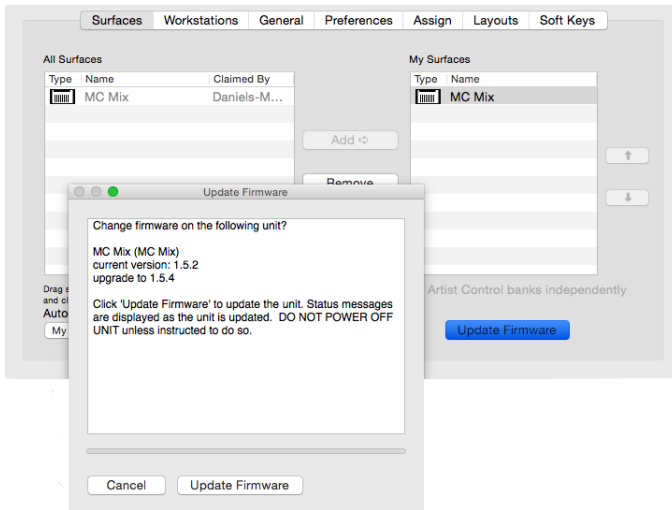 Surfaces Workstations General Preferences Assign Layouts Soft Keys
All Surfaces
Type Name Claimed By
MC Mix Daniels-M...
My Surfaces
Type Name
MC Mix
Add
Remove
Drag s
and cl
Auto
My
Artist Control banks independently
Update Firmware
Update Firmware
Change firmware on the following unit?
MC Mix (MC Mix)
current version: 1.5.2
upgrade to 1.5.4
Click 'Update Firmware' to update the unit. Status messages
are displayed as the unit is updated. DO NOT POWER OFF
UNIT unless instructed to do so.
Cancel Update Firmware